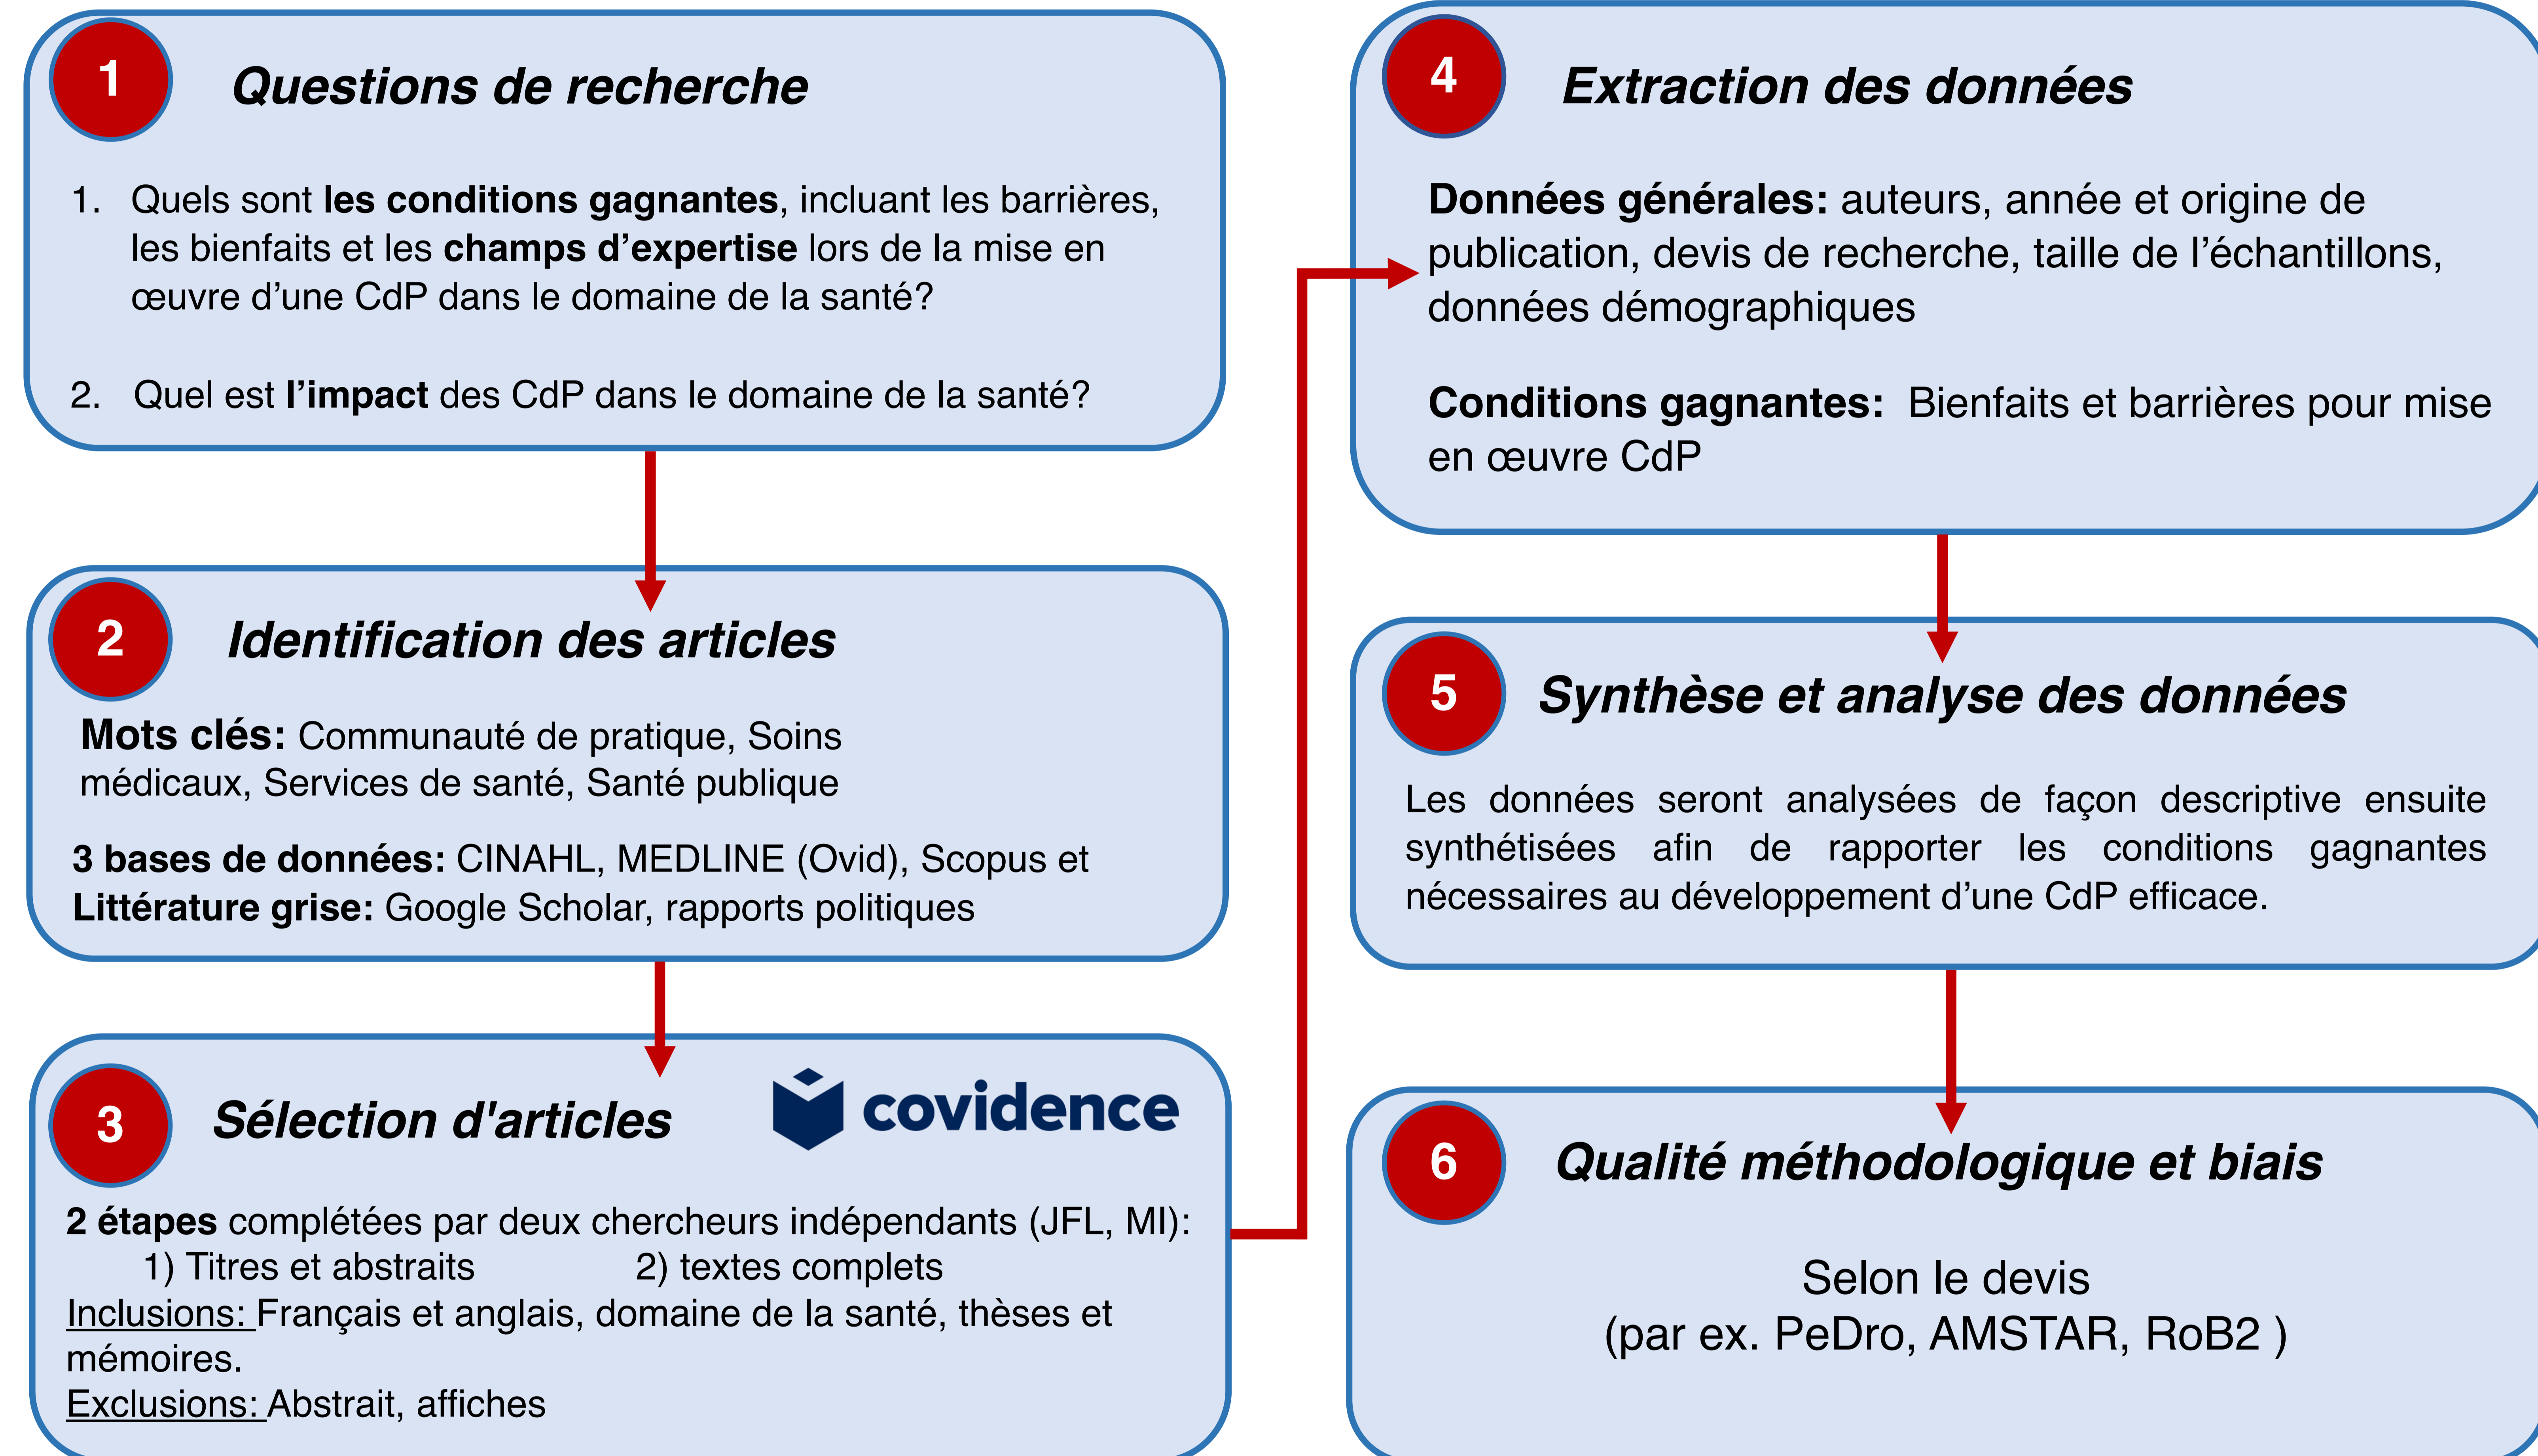 1
Questions de recherche
1. Quels sont les conditions gagnantes, incluant les barrières,
les bienfaits et les champs d’expertise lors de la mise en
œuvre d’une CdP dans le domaine de la santé?
2. Quel est l’impact des CdP dans le domaine de la santé?
2
Identification des articles
Mots clés: Communauté de pratique, Soins
médicaux, Services de santé, Santé publique
3 bases de données: CINAHL, MEDLINE (Ovid), Scopus et
Littérature grise: Google Scholar, rapports politiques
3
Sélection d'articles
covidence
2 étapes complétées par deux chercheurs indépendants (JFL, MI):
1) Titres et abstraits 2) textes complets
Inclusions: Français et anglais, domaine de la santé, thèses et
mémoires.
Exclusions: Abstrait, affiches
4
Extraction des données
Données générales: auteurs, année et origine de
publication, devis de recherche, taille de l’échantillons,
données démographiques
Conditions gagnantes: Bienfaits et barrières pour mise
en œuvre CdP
5
Synthèse et analyse des données
Les données seront analysées de façon descriptive ensuite
synthétisées afin de rapporter les conditions gagnantes
nécessaires au développement d’une CdP efficace.
6
Qualité méthodologique et biais
Selon le devis
(par ex. PeDro, AMSTAR, RoB2 )